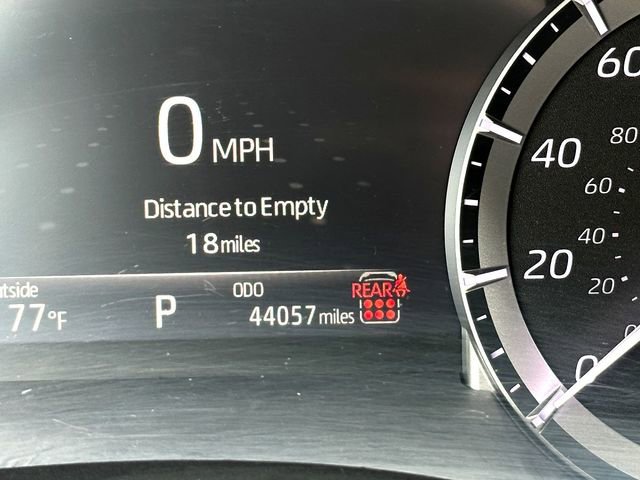 0 MPH
Distance to Empty
18 miles
tside
77°F
P
ODO
44057 miles
REAR
60
40
20
0
80
60
40
20
0